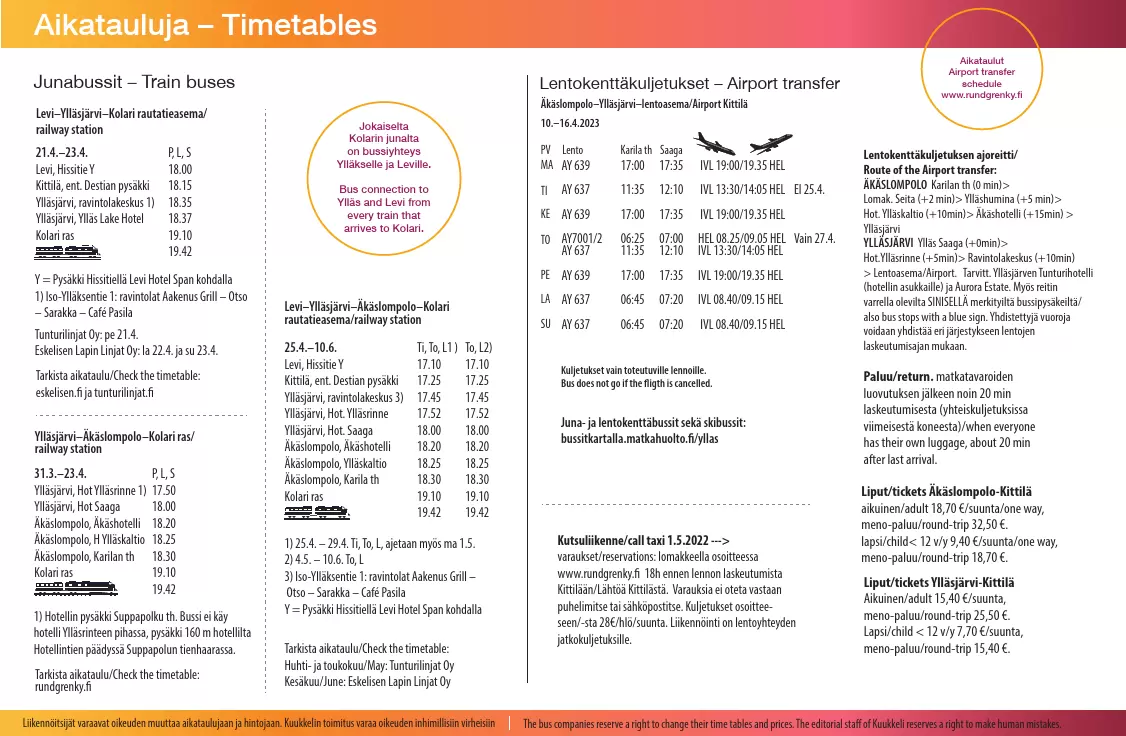 Aikatauluja – Timetables
Aikataulut
Airport transfer
schedule
www.rundgrenky.fi
Junabussit – Train buses
Levi–Ylläsjärvi–Kolari rautatieasema/
railway station
21.4.–23.4. P, L, S
Levi, Hissitie Y 18.00
Kittilä, ent. Destian pysäkki 18.15
Ylläsjärvi, ravintolakeskus 1) 18.35
Ylläsjärvi, Ylläs Lake Hotel 18.37
Kolari ras 19.10
19.42
Y = Pysäkki Hissitiellä Levi Hotel Span kohdalla
1) Iso-Ylläksentie 1: ravintolat Aakenus Grill – Otso
– Sarakka – Café Pasila
Tunturilinjat Oy: pe 21.4.
Eskelisen Lapin Linjat Oy: la 22.4. ja su 23.4.
Tarkista aikataulu/Check the timetable:
eskelisen.fi ja tunturilinjat.fi
Ylläsjärvi–Äkäslompolo–Kolari ras/
railway station
31.3.–23.4. P, L, S
Ylläsjärvi, Hot Ylläsrinne 1) 17.50
Ylläsjärvi, Hot Saaga 18.00
Äkäslompolo, Äkäshotelli 18.20
Äkäslompolo, H Ylläskaltio 18.25
Äkäslompolo, Karilan th 18.30
Kolari ras 19.10
19.42
1) Hotellin pysäkki Suppapolku th. Bussi ei käy
hotelli Ylläsrinteen pihassa, pysäkki 160 m hotellilta
Hotellintien päädyssä Suppapolun tienhaarassa.
Tarkista aikataulu/Check the timetable:
rundgrenky.fi
Jokaiselta
Kolarin junalta
on bussiyhteys
Ylläkselle ja Leville.
Bus connection to
Ylläs and Levi from
every train that
arrives to Kolari.
Levi–Ylläsjärvi–Äkäslompolo–Kolari
rautatieasema/railway station
25.4.–10.6. Ti, To, L1 ) To, L2)
Levi, Hissitie Y 17.10 17.10
Kittilä, ent. Destian pysäkki 17.25 17.25
Ylläsjärvi, ravintolakeskus 3) 17.45 17.45
Ylläsjärvi, Hot. Ylläsrinne 17.52 17.52
Ylläsjärvi, Hot. Saaga 18.00 18.00
Äkäslompolo, Äkäshotelli 18.20 18.20
Äkäslompolo, Ylläskaltio 18.25 18.25
Äkäslompolo, Karila th 18.30 18.30
Kolari ras 19.10 19.10
19.42 19.42
1) 25.4. – 29.4. Ti, To, L, ajetaan myös ma 1.5.
2) 4.5. – 10.6. To, L
3) Iso-Ylläksentie 1: ravintolat Aakenus Grill –
Otso – Sarakka – Café Pasila
Y = Pysäkki Hissitiellä Levi Hotel Span kohdalla
Tarkista aikataulu/Check the timetable:
Huhti- ja toukokuu/May: Tunturilinjat Oy
Kesäkuu/June: Eskelisen Lapin Linjat Oy
Lentokenttäkuljetukset – Airport transfer
Äkäslompolo–Ylläsjärvi–lentoasema/Airport Kittilä
10.–16.4.2023
PV Lento Karila th Saaga
MA AY 639 17:00 17:35 IVL 19:00/19.35 HEL
TI AY 637 11:35 12:10 IVL 13:30/14:05 HEL EI 25.4.
KE AY 639 17:00 17:35 IVL 19:00/19.35 HEL
TO AY7001/2 06:25 07:00 HEL 08.25/09.05 HEL Vain 27.4.
AY 637 11:35 12:10 IVL 13:30/14:05 HEL
PE AY 639 17:00 17:35 IVL 19:00/19.35 HEL
LA AY 637 06:45 07:20 IVL 08.40/09.15 HEL
SU AY 637 06:45 07:20 IVL 08.40/09.15 HEL
Kuljetukset vain toteutuville lennoille.
Bus does not go if the fligth is cancelled.
Juna- ja lentokenttäbussit sekä skibussit:
bussitkartalla.matkahuolto.fi/yllas
Kutsuliikenne/call taxi 1.5.2022 --->
varaukset/reservations: lomakkeella osoitteessa
www.rundgrenky.fi 18h ennen lennon laskeutumista
Kittilään/Lähtöä Kittilästä. Varauksia ei oteta vastaan
puhelimitse tai sähköpostitse. Kuljetukset osoittee-
seen/-sta 28€/hlö/suunta. Liikennöinti on lentoyhteyden
jatkokuljetuksille.
Lentokenttäkuljetuksen ajoreitti/
Route of the Airport transfer:
ÄKÄSLOMPOLO Karilan th (0 min)>
Lomak. Seita (+2 min)> Ylläshumina (+5 min)>
Hot. Ylläskaltio (+10min)> Äkäshotelli (+15min) >
Ylläsjärvi
YLLÄSJÄRVI Ylläs Saaga (+0min)>
Hot.Ylläsrinne (+5min)> Ravintolakeskus (+10min)
> Lentoasema/Airport. Tarvitt. Ylläsjärven Tunturihotelli
(hotellin asukkaille) ja Aurora Estate. Myös reitin
varrella olevilta SINISELLÄ merkityiltä bussipysäkeiltä/
also bus stops with a blue sign. Yhdistettyjä vuoroja
voidaan yhdistää eri järjestykseen lentojen
laskeutumisajan mukaan.
Paluu/return. matkatavaroiden
luovutuksen jälkeen noin 20 min
laskeutumisesta (yhteiskuljetuksissa
viimeisestä koneesta)/when everyone
has their own luggage, about 20 min
after last arrival.
Liput/tickets Äkäslompolo-Kittilä
aikuinen/adult 18,70 €/suunta/one way,
meno-paluu/round-trip 32,50 €.
lapsi/child< 12 v/y 9,40 €/suunta/one way,
meno-paluu/round-trip 18,70 €.
Liput/tickets Ylläsjärvi-Kittilä
Aikuinen/adult 15,40 €/suunta,
meno-paluu/round-trip 25,50 €.
Lapsi/child < 12 v/y 7,70 €/suunta,
meno-paluu/round-trip 15,40 €.
Liikennöitsijät varaavat oikeuden muuttaa aikataulujaan ja hintojaan. Kuukkelin toimitus varaa oikeuden inhimillisiin virheisiin
The bus companies reserve a right to change their time tables and prices. The editorial staff of Kuukkeli reserves a right to make human mistakes.